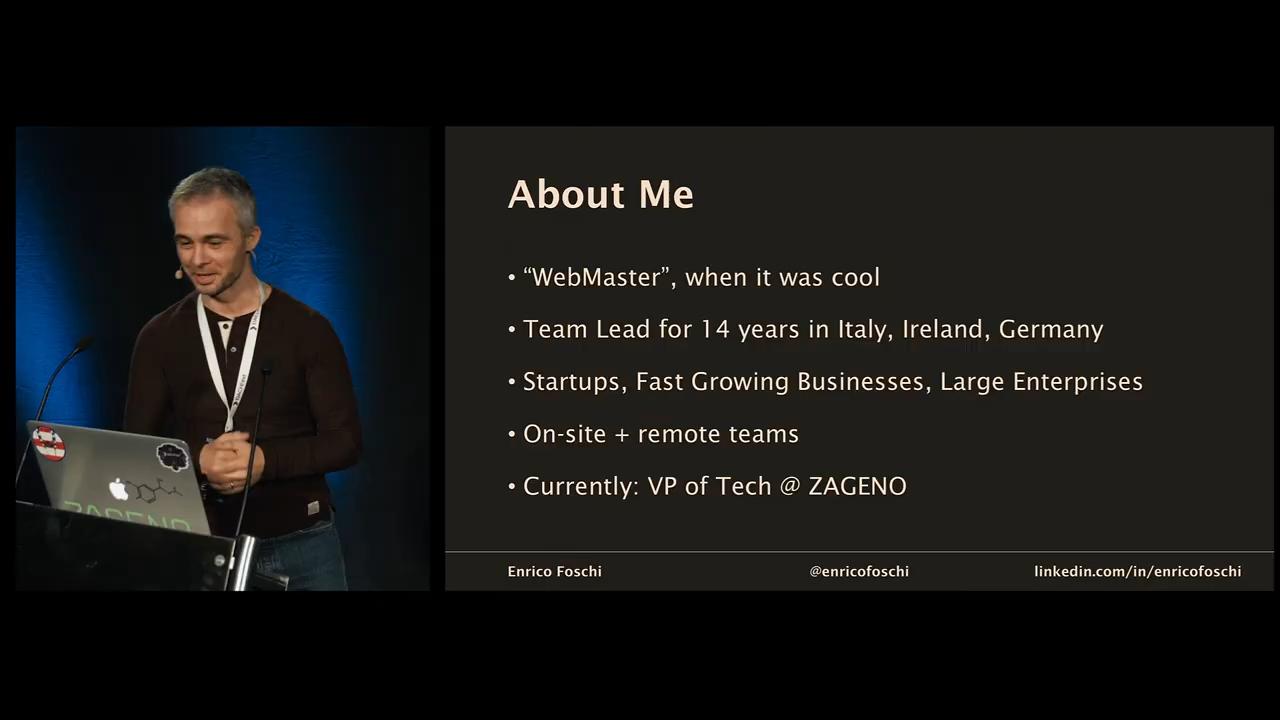 About Me
• “WebMaster”, when it was cool
• Team Lead for 14 years in Italy, Ireland, Germany
• Startups, Fast Growing Businesses, Large Enterprises
• On-site + remote teams
• Currently: VP of Tech @ ZAGENO
Enrico Foschi @enricofoschi linkedin.com/in/enricofoschi
ZAGENO